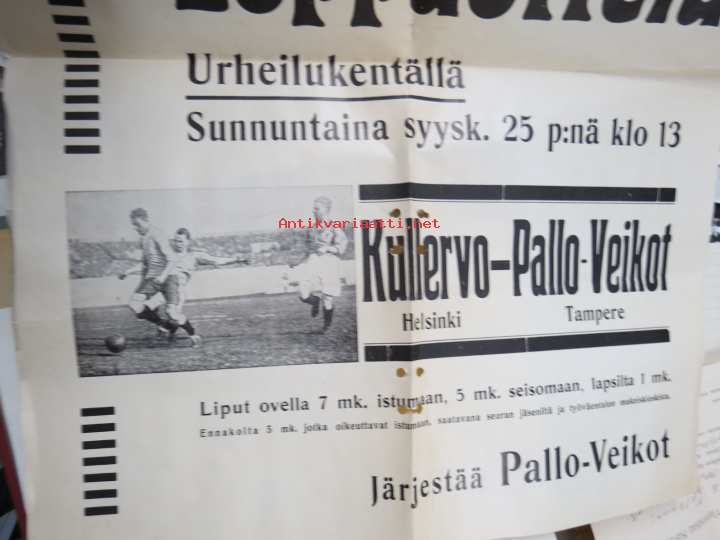 Loppuottelu
Urheilukentällä
Sunnuntaina syysk. 25 p:nä klo 13
Antikvariaatti.net
Kullervo–Pallo-Veikot
Helsinki Tampere
Liput ovella 7 mk. istumaan, 5 mk. seisomaan, lapsilta 1 mk.
Ennakolta 5 mk. jotka oikeuttavat istumaan, saatavana seuran jäseniltä ja työväentalon makeiskioskista.
Järjestää Pallo-Veikot